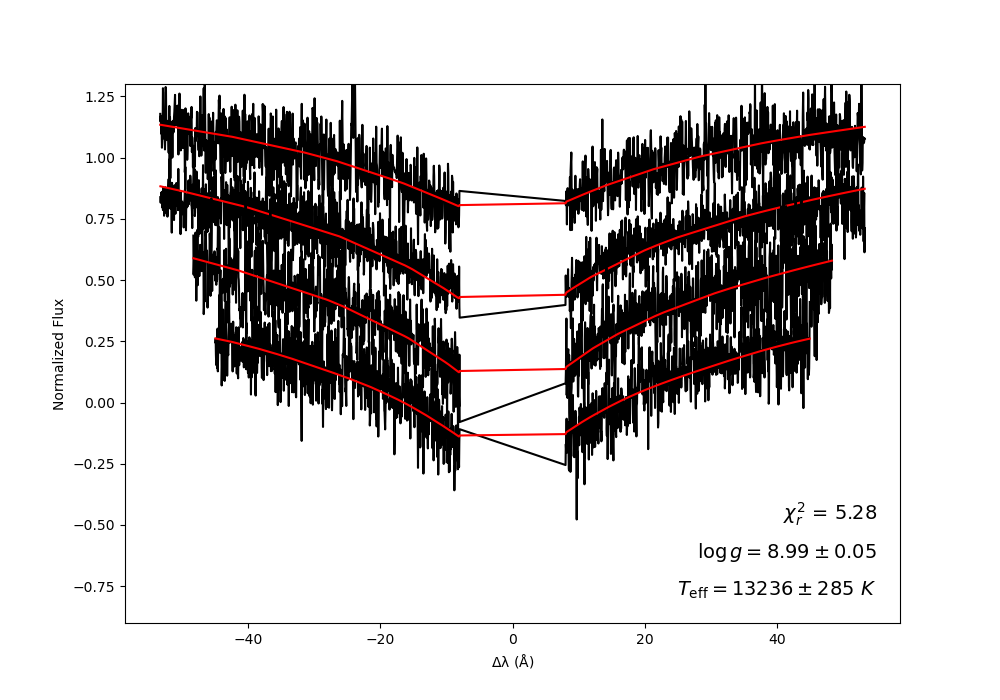 1.25
1.00
0.75
0.50
0.25
0.00
−0.25
−0.50
−0.75
Normalized Flux
−40
−20
0
20
40
Δλ (Å)
χ²ᵣ = 5.28
log g = 8.99 ± 0.05
T_eff = 13236 ± 285 K